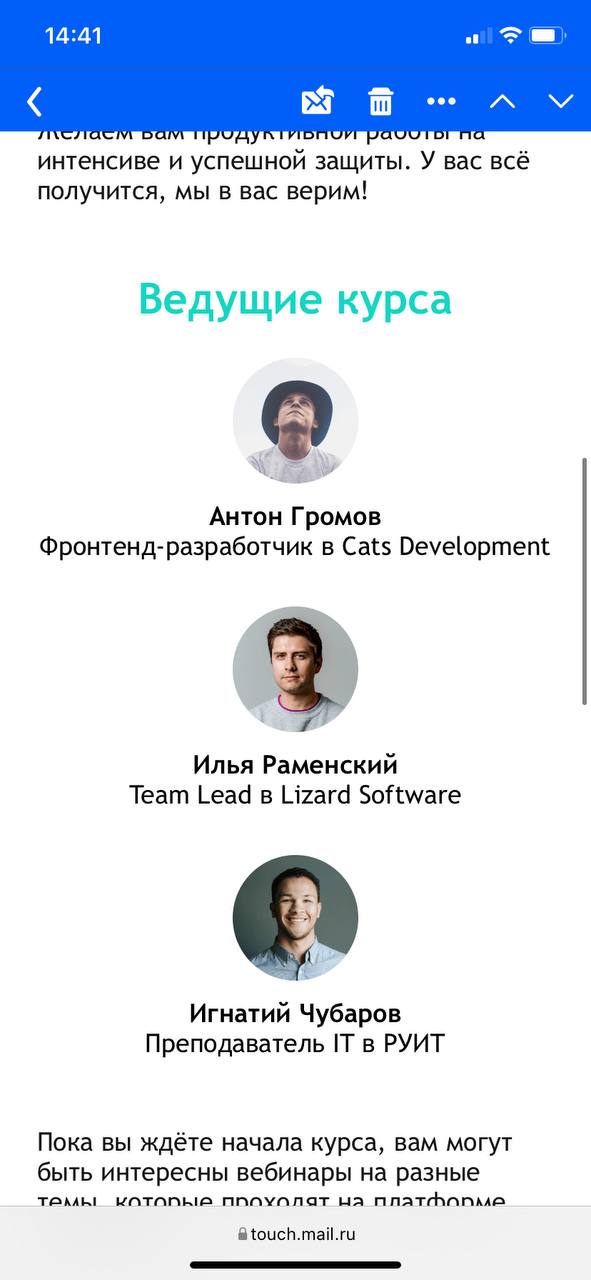 14:41
Желаем вам продуктивной работы на
интенсиве и успешной защиты. У вас всё
получится, мы в вас верим!
Ведущие курса
Антон Громов
Фронтенд-разработчик в Cats Development
Илья Раменский
Team Lead в Lizard Software
Игнатий Чубаров
Преподаватель IT в РУИТ
Пока вы ждёте начала курса, вам могут
быть интересны вебинары на разные
темы, которые проходят на платформе
touch.mail.ru